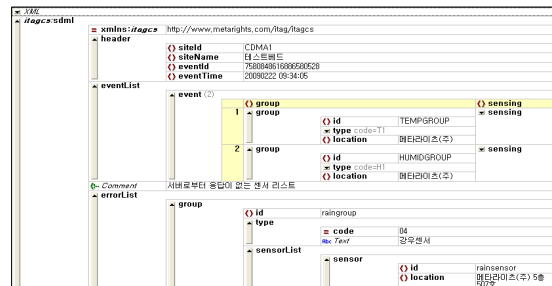 XML
itagcs:sdml
= xmlns:itagcs http://www.metarights.com/itag/itagcs
header
() siteId CDMA1
() siteName 테스트베드
() eventId 7580848616886580528
() eventTime 20090222 09:34:05
eventList
event (2)
() group () sensing
1 group sensing
() id TEMPGROUP
type code=T1
() location 메타라이츠(주)
2 group sensing
() id HUMIDGROUP
type code=H1
() location 메타라이츠(주)
Comment 서버로부터 응답이 없는 센서 리스트
errorList
group
() id raingroup
type
= code 04
Abc Text 강우센서
sensorList
sensor
() id rainsensor
() location 메타라이츠(주) 5층
507호